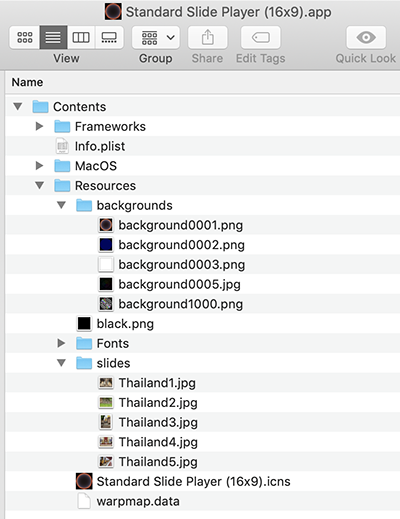 Standard Slide Player (16x9).app
View
Group
Share
Edit Tags
Quick Look
Name
Contents
Frameworks
Info.plist
MacOS
Resources
backgrounds
background0001.png
background0002.png
background0003.png
background0005.jpg
background1000.png
black.png
Fonts
slides
Thailand1.jpg
Thailand2.jpg
Thailand3.jpg
Thailand4.jpg
Thailand5.jpg
Standard Slide Player (16x9).icns
warpmap.data